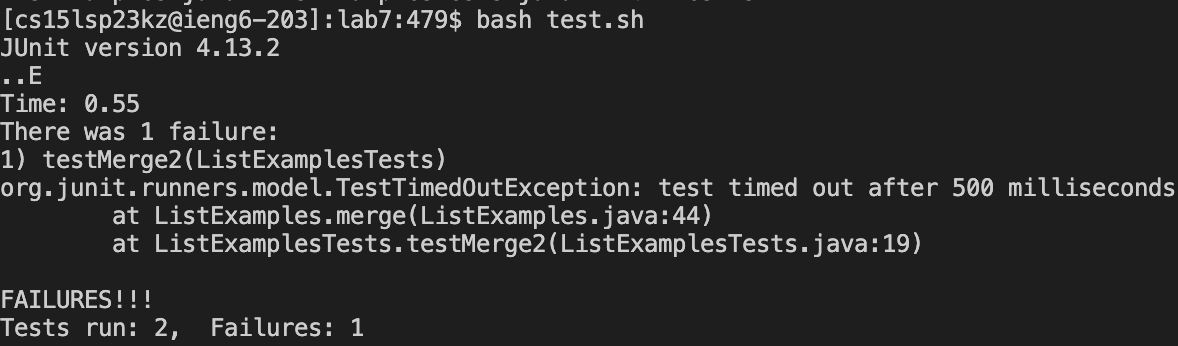 [cs15lsp23kz@ieng6-203]:lab7:479$ bash test.sh
JUnit version 4.13.2
..E
Time: 0.55
There was 1 failure:
1) testMerge2(ListExamplesTests)
org.junit.runners.model.TestTimedOutException: test timed out after 500 milliseconds
        at ListExamples.merge(ListExamples.java:44)
        at ListExamplesTests.testMerge2(ListExamplesTests.java:19)

FAILURES!!!
Tests run: 2,  Failures: 1